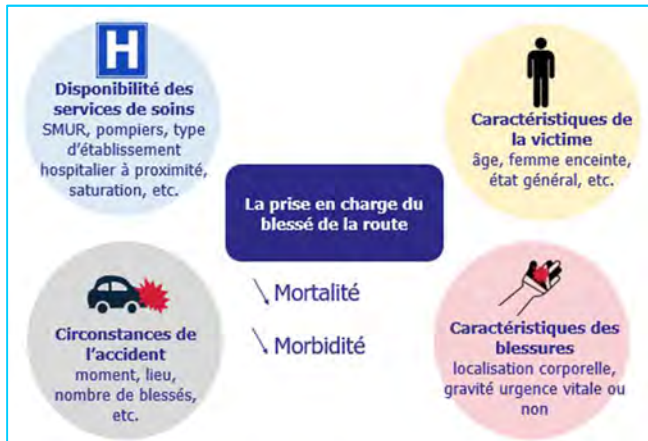 H
Disponibilité des
services de soins
SMUR, pompiers, type
d'établissement
hospitalier à proximité,
saturation, etc.
Caractéristiques de
la victime
âge, femme enceinte,
état général, etc.
La prise en charge du
blessé de la route
Mortalité
Morbidité
Circonstances de
l'accident
moment, lieu,
nombre de blessés,
etc.
Caractéristiques des
blessures
localisation corporelle,
gravité urgence vitale ou
non